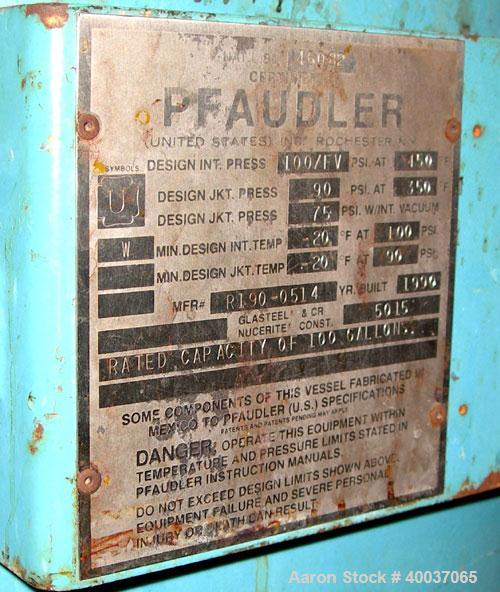 NAT'L BD.
CERTIFIED
PFAUDLER
(UNITED STATES) INC. ROCHESTER, N.Y.
SYMBOLS
DESIGN INT. PRESS 100/FV PSI. AT 450 °F
U
DESIGN JKT. PRESS 90 PSI. AT 350 °F
DESIGN JKT. PRESS 75 PSI. W/INT. VACUUM
W MIN. DESIGN INT. TEMP -20 °F AT 100 PSI.
MIN. DESIGN JKT. TEMP -20 °F AT 90 PSI.
MFR# R190-0514 YR. BUILT 1990
GLASTEEL & CR 5015
NUCERITE CONST.
RATED CAPACITY OF 100 GALLONS
SOME COMPONENTS OF THIS VESSEL FABRICATED IN
MEXICO TO PFAUDLER (U.S.) SPECIFICATIONS
PATENTS AND PATENTS PENDING MAY APPLY
DANGER: OPERATE THIS EQUIPMENT WITHIN
TEMPERATURE AND PRESSURE LIMITS STATED IN
PFAUDLER INSTRUCTION MANUALS.
DO NOT EXCEED DESIGN LIMITS SHOWN ABOVE.
EQUIPMENT FAILURE AND SEVERE PERSONAL
INJURY OR DEATH CAN RESULT.
Aaron Stock # 40037065